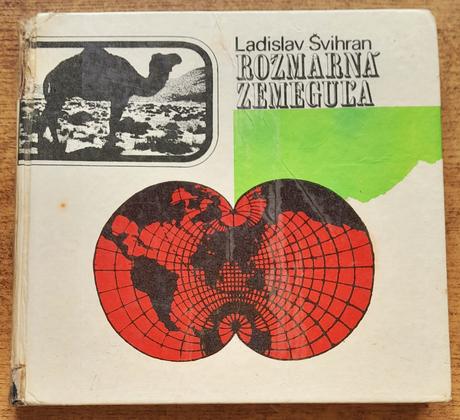 Ladislav Švihran
ROZMARNÁ
ZEMEGUĽA